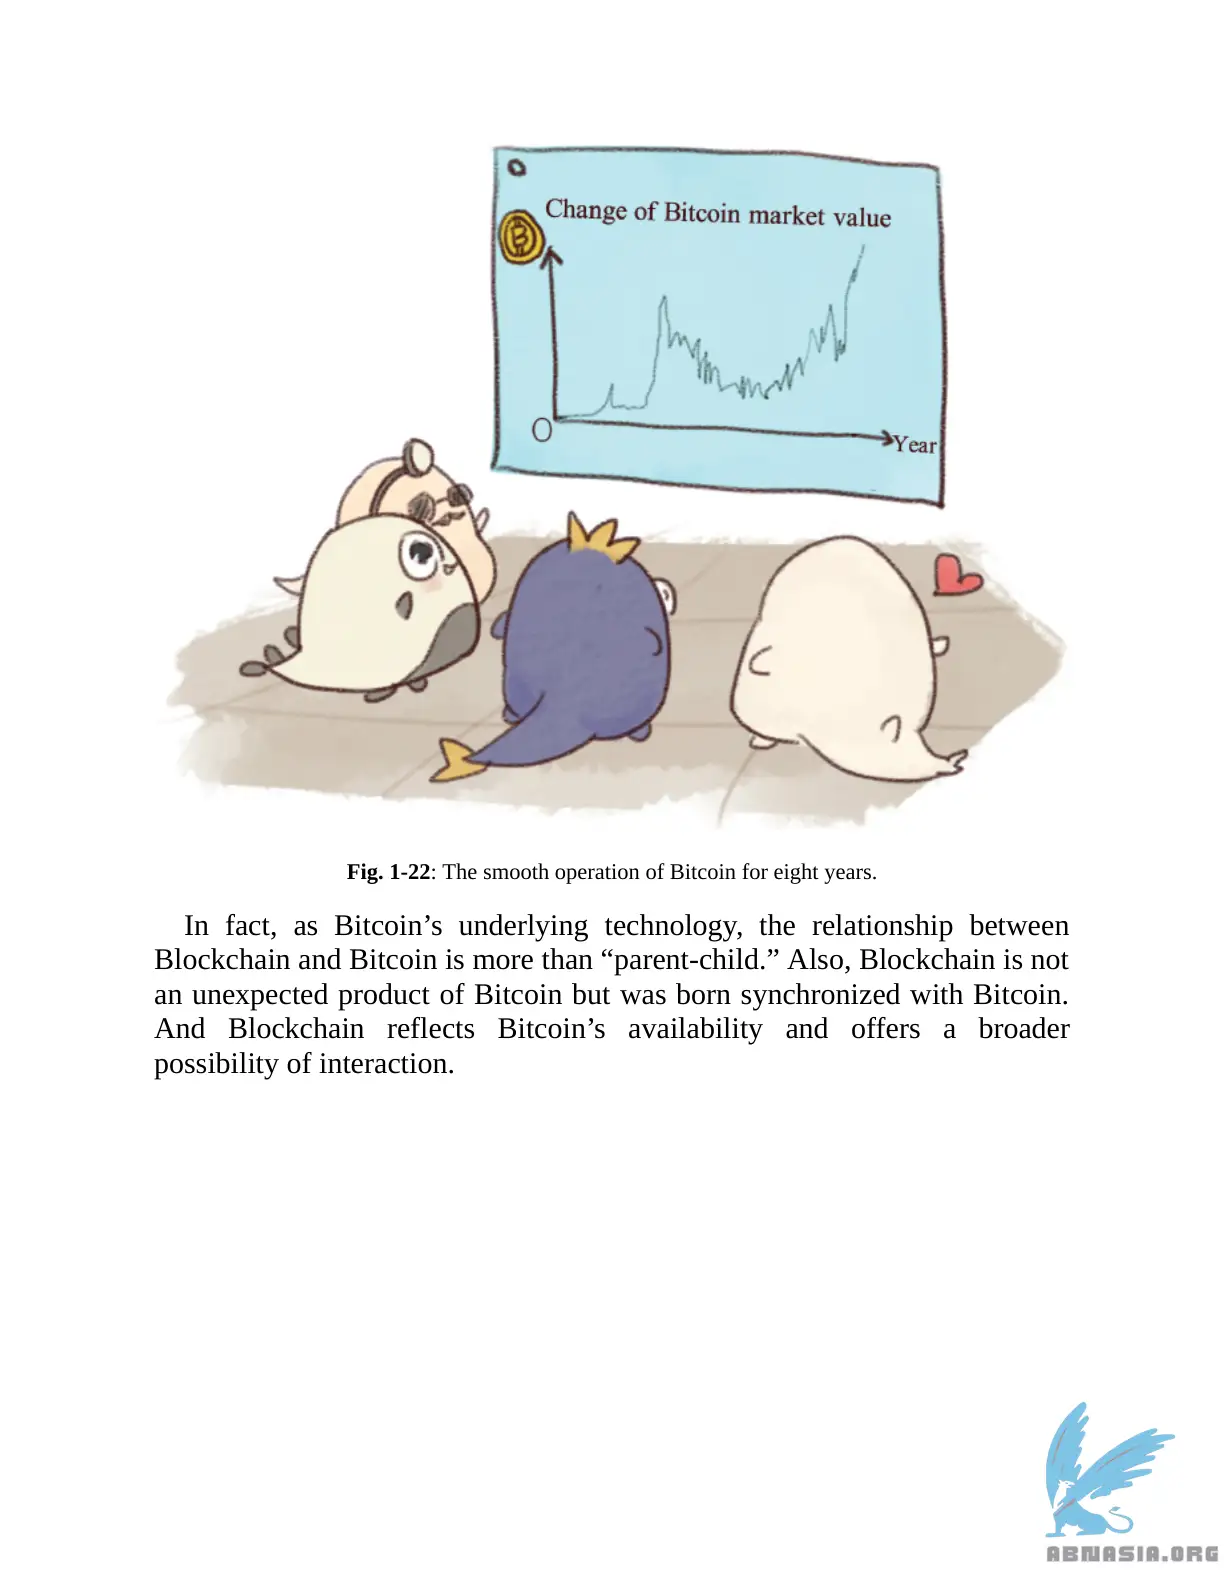 Change of Bitcoin market value
O
Year
Fig. 1-22: The smooth operation of Bitcoin for eight years.
In fact, as Bitcoin’s underlying technology, the relationship between
Blockchain and Bitcoin is more than “parent-child.” Also, Blockchain is not
an unexpected product of Bitcoin but was born synchronized with Bitcoin.
And Blockchain reflects Bitcoin’s availability and offers a broader
possibility of interaction.
ABNASIA.ORG